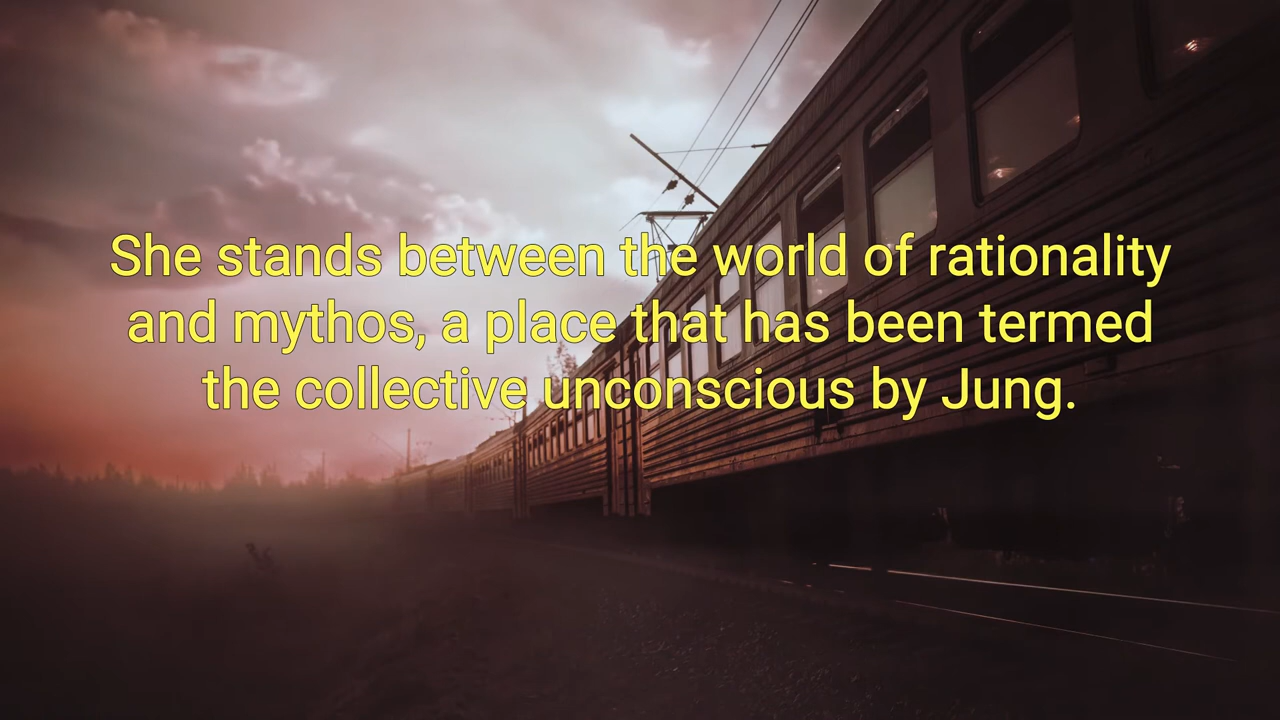 She stands between the world of rationality
and mythos, a place that has been termed
the collective unconscious by Jung.